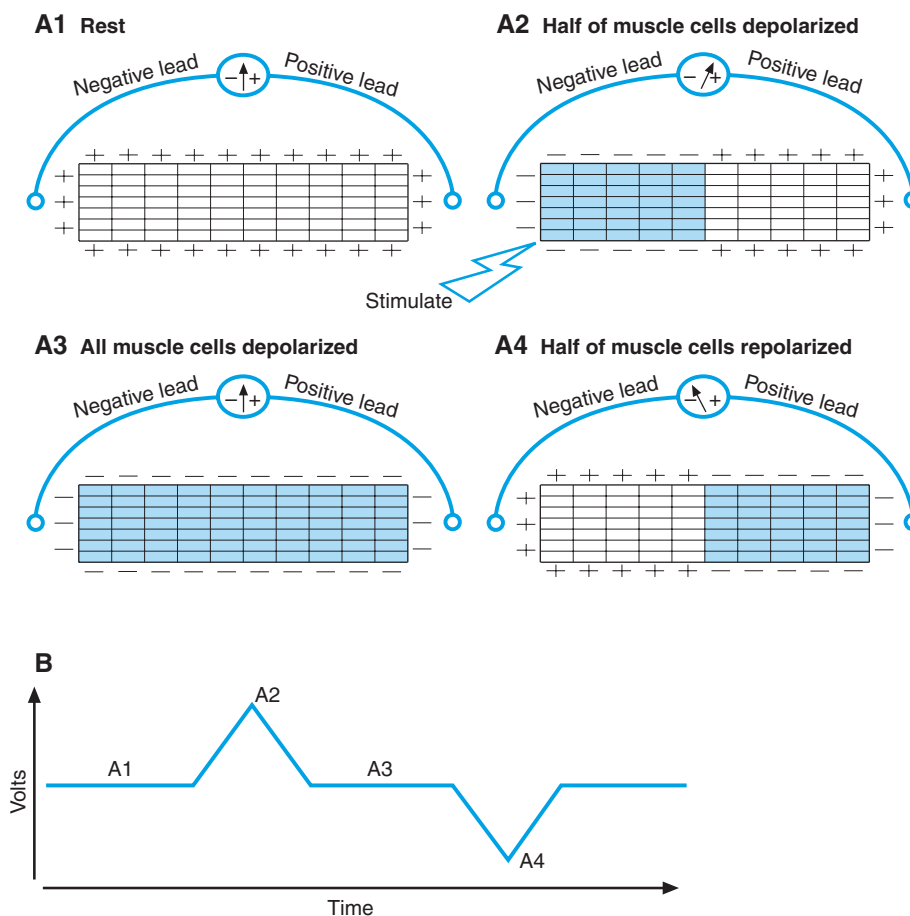 A1 Rest
Negative lead
Positive lead
− +
+ + + + + + + + + +
+ +
+ +
+ +
+ + + + + + + + + +
A2 Half of muscle cells depolarized
Negative lead
Positive lead
− +
− − − − − + + + + +
− +
− +
− +
− − − − − + + + + +
Stimulate
A3 All muscle cells depolarized
Negative lead
Positive lead
− +
− − − − − − − − − −
− −
− −
− −
− − − − − − − − − −
A4 Half of muscle cells repolarized
Negative lead
Positive lead
− +
+ + + + + − − − − −
+ −
+ −
+ −
+ + + + + − − − − −
B
Volts
A1
A2
A3
A4
Time